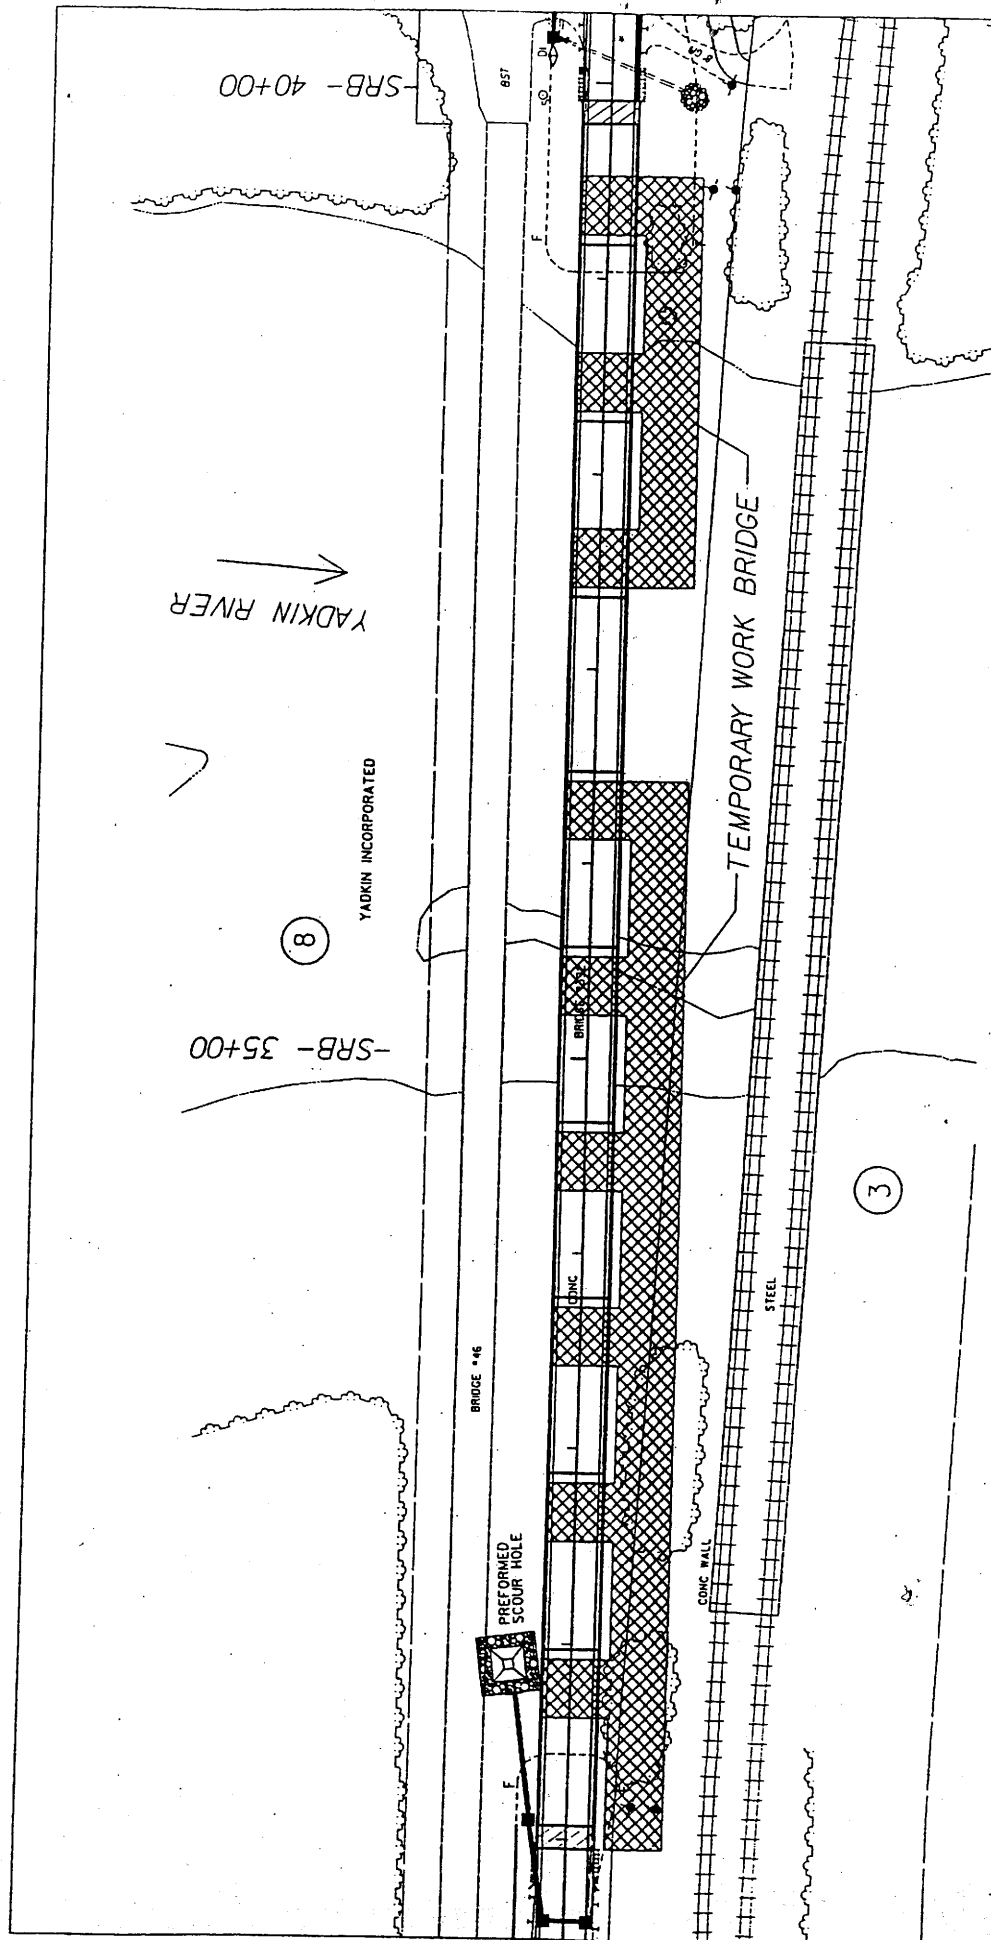 -SRB- 40+00
BST
DI
F
YADKIN RIVER
TEMPORARY WORK BRIDGE
YADKIN INCORPORATED
8
-SRB- 35+00
3
CONC
STEEL
BRIDGE #46
PREFORMED
SCOUR HOLE
CONC WALL
F